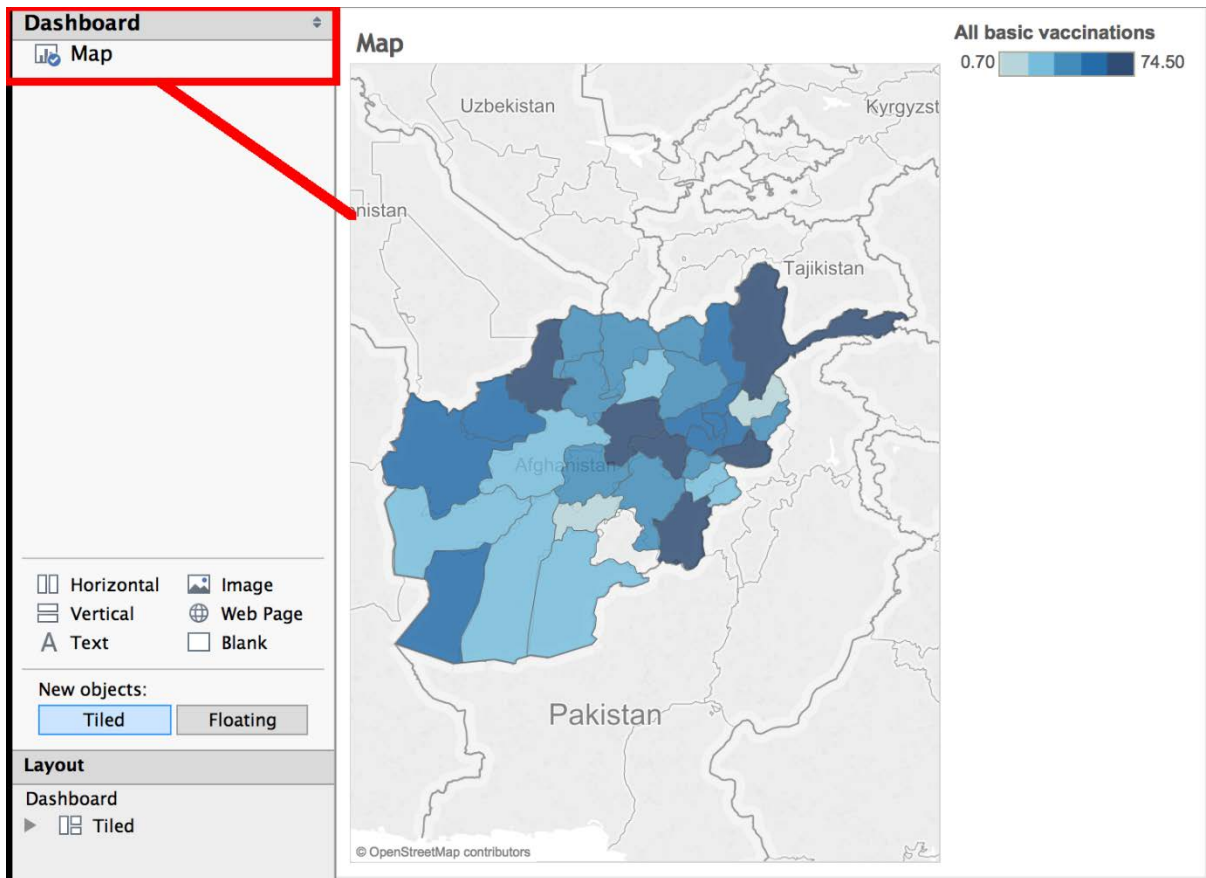 Dashboard
Map
Horizontal
Image
Vertical
Web Page
Text
Blank
New objects:
Tiled
Floating
Layout
Dashboard
Tiled
Map
Uzbekistan
Kyrgyzst
nistan
Tajikistan
Afghanistan
Pakistan
© OpenStreetMap contributors
All basic vaccinations
0.70 74.50